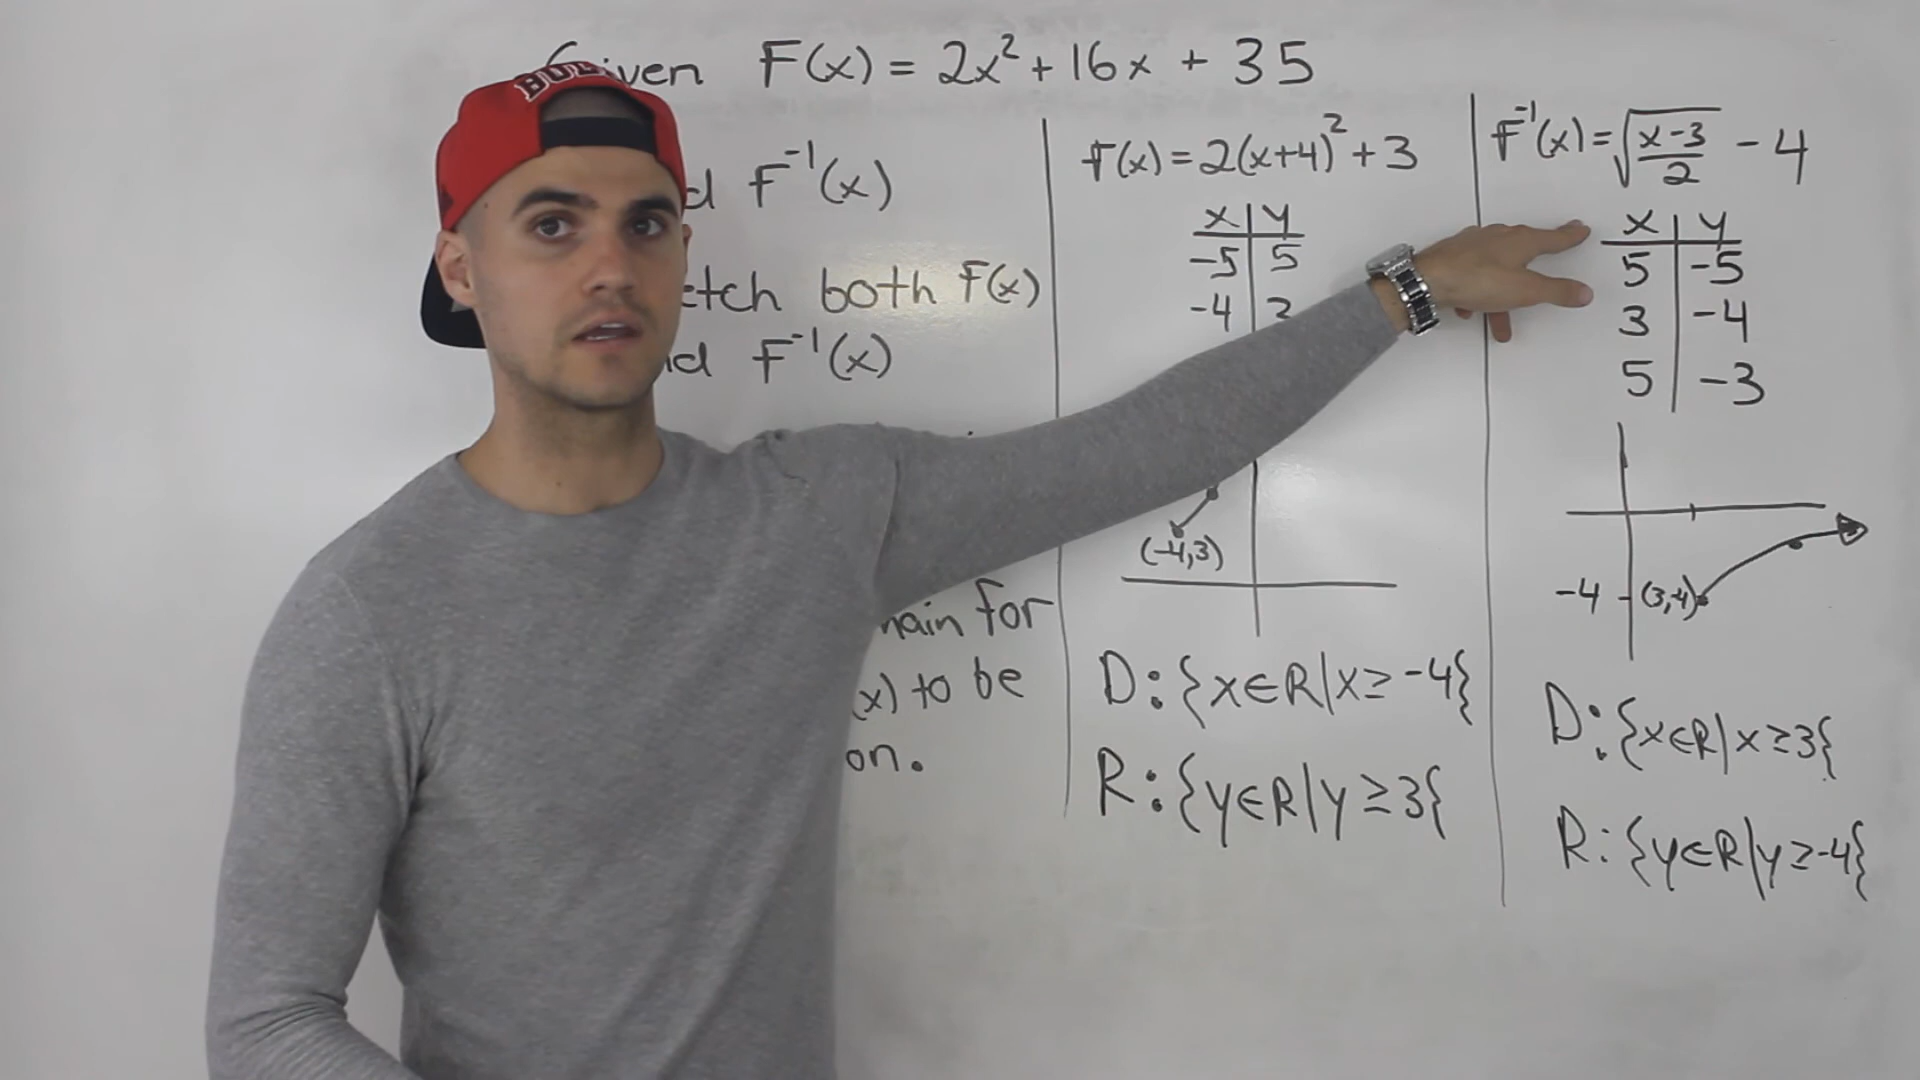 Given F(x) = 2x² + 16x + 35
F⁻¹(x)
both F(x)
F⁻¹(x)
for
(x) to be
F(x) = 2(x+4)² + 3
x | y
-5 | 5
-4 |
(-4,3)
D: {x∈R|x≥-4}
R: {y∈R|y≥3}
F⁻¹(x) = √((x-3)/2) - 4
x | y
5 | -5
3 | -4
5 | -3
-4 (3,-4)
D: {x∈R|x≥3}
R: {y∈R|y≥-4}